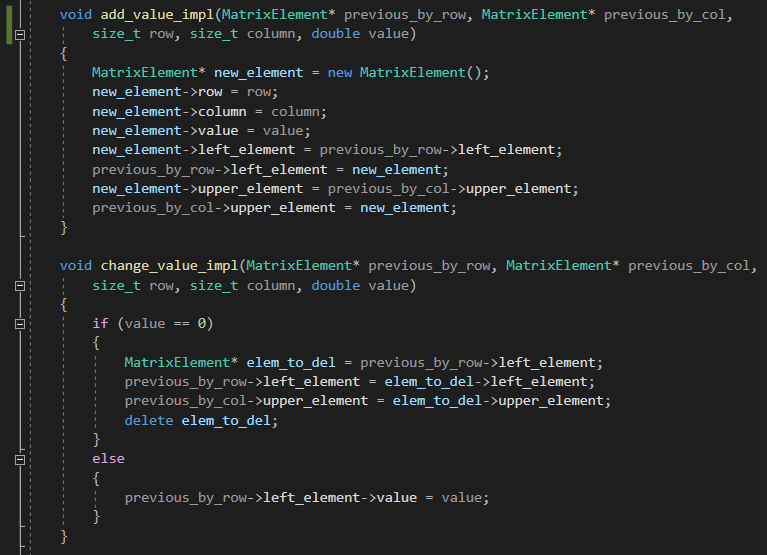 void add_value_impl(MatrixElement* previous_by_row, MatrixElement* previous_by_col,
    size_t row, size_t column, double value)
{
    MatrixElement* new_element = new MatrixElement();
    new_element->row = row;
    new_element->column = column;
    new_element->value = value;
    new_element->left_element = previous_by_row->left_element;
    previous_by_row->left_element = new_element;
    new_element->upper_element = previous_by_col->upper_element;
    previous_by_col->upper_element = new_element;
}

void change_value_impl(MatrixElement* previous_by_row, MatrixElement* previous_by_col,
    size_t row, size_t column, double value)
{
    if (value == 0)
    {
        MatrixElement* elem_to_del = previous_by_row->left_element;
        previous_by_row->left_element = elem_to_del->left_element;
        previous_by_col->upper_element = elem_to_del->upper_element;
        delete elem_to_del;
    }
    else
    {
        previous_by_row->left_element->value = value;
    }
}